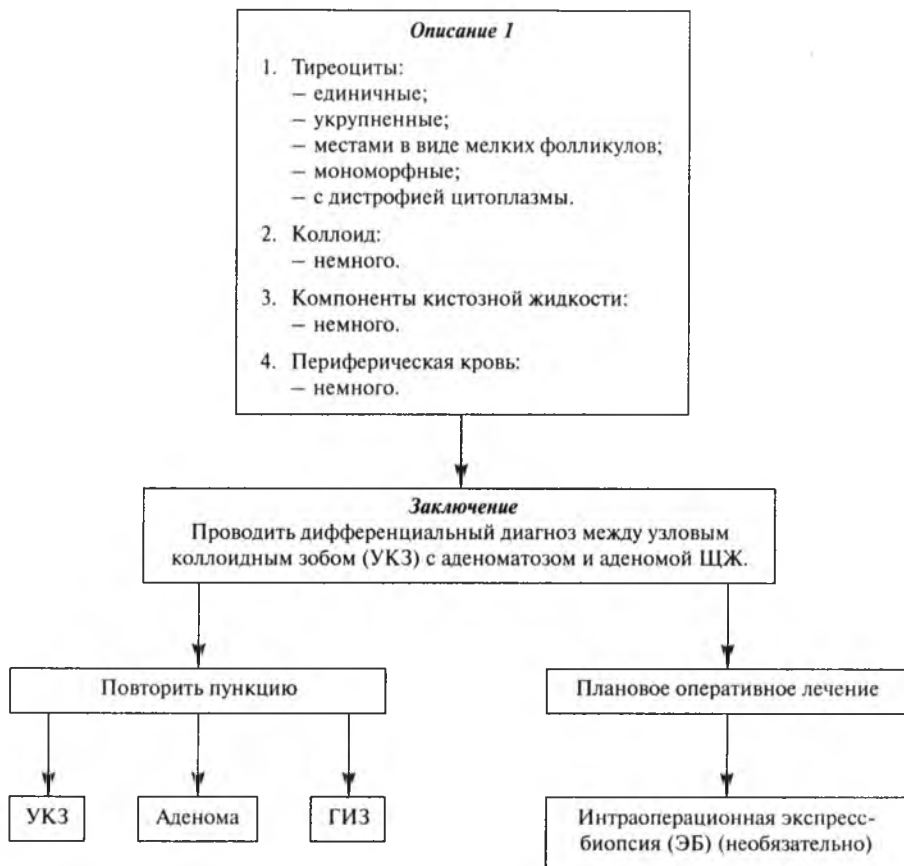 Описание 1
1. Тиреоциты:
– единичные;
– укрупненные;
– местами в виде мелких фолликулов;
– мономорфные;
– с дистрофией цитоплазмы.
2. Коллоид:
– немного.
3. Компоненты кистозной жидкости:
– немного.
4. Периферическая кровь:
– немного.
Заключение
Проводить дифференциальный диагноз между узловым
коллоидным зобом (УКЗ) с аденоматозом и аденомой ЩЖ.
Повторить пункцию
Плановое оперативное лечение
УКЗ
Аденома
ГИЗ
Интраоперационная экспресс-
биопсия (ЭБ) (необязательно)